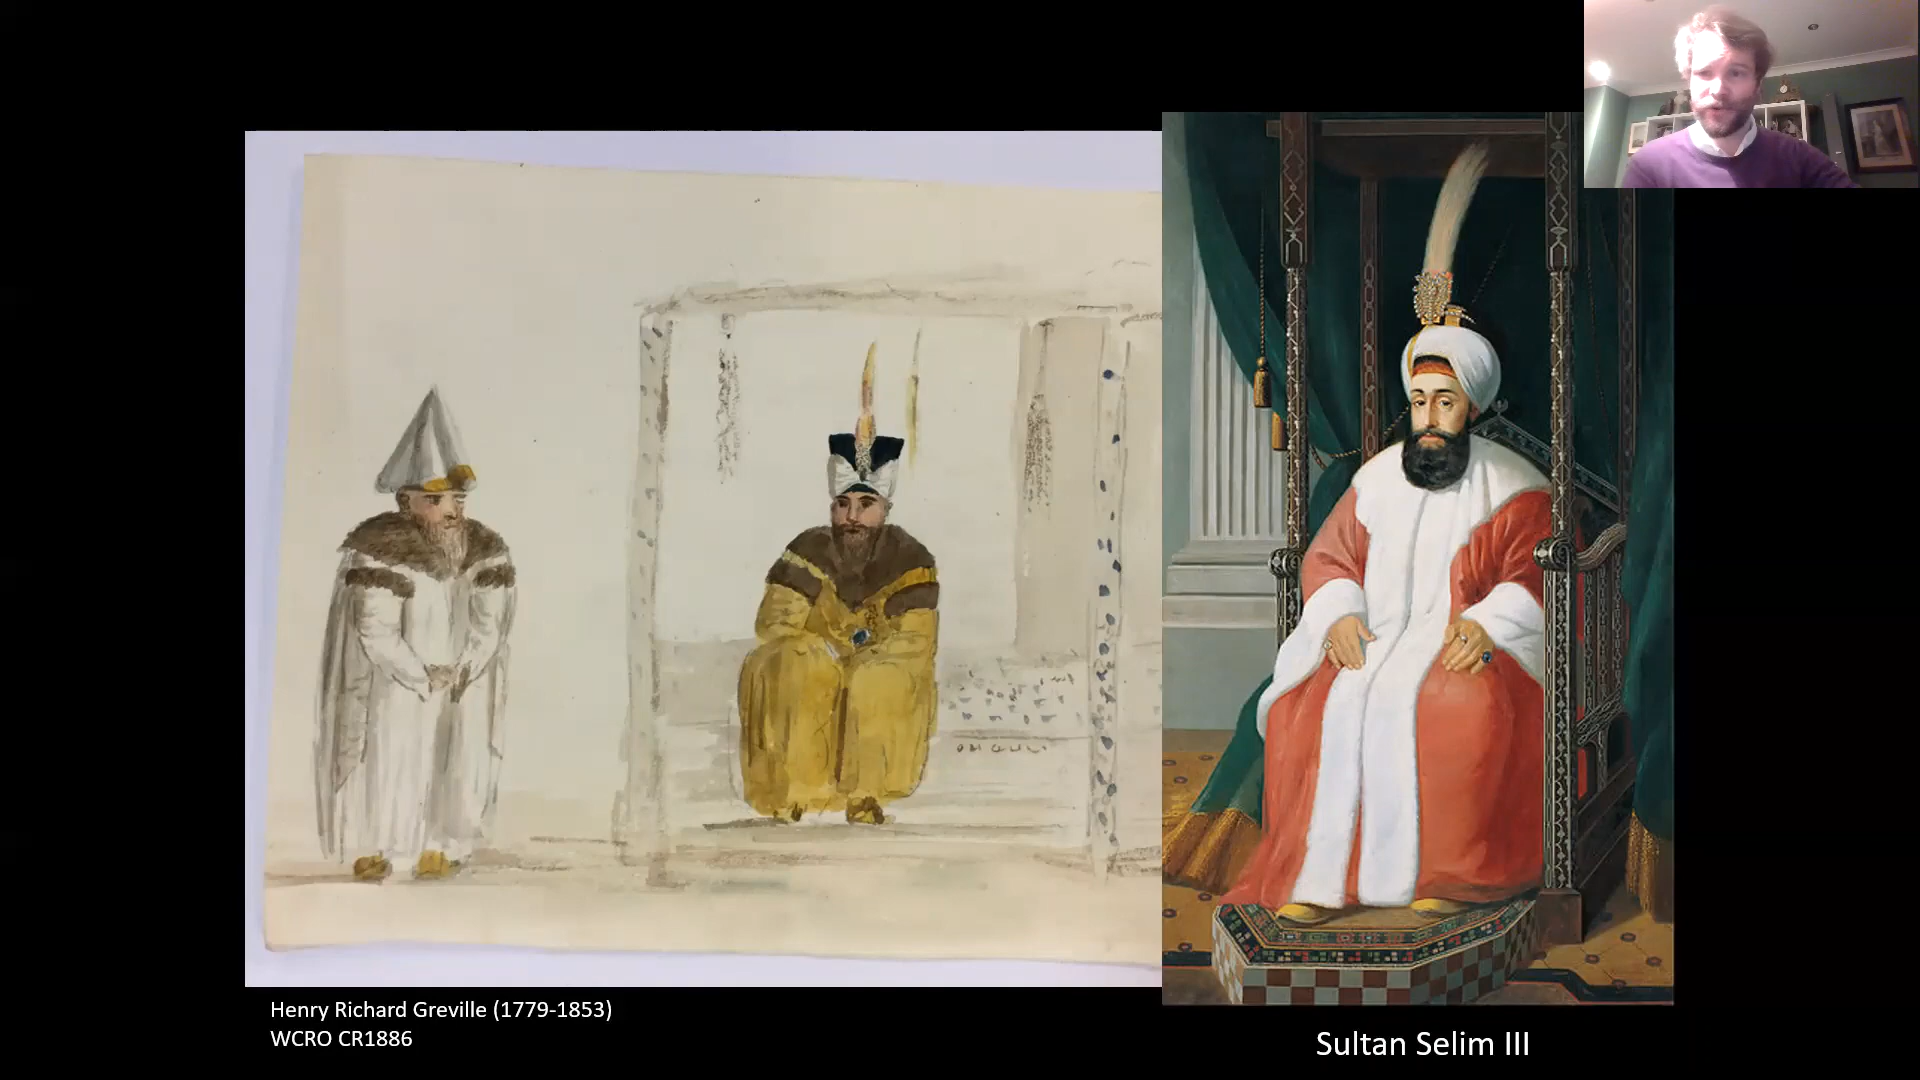 Henry Richard Greville (1779-1853)
WCRO CR1886
Sultan Selim III